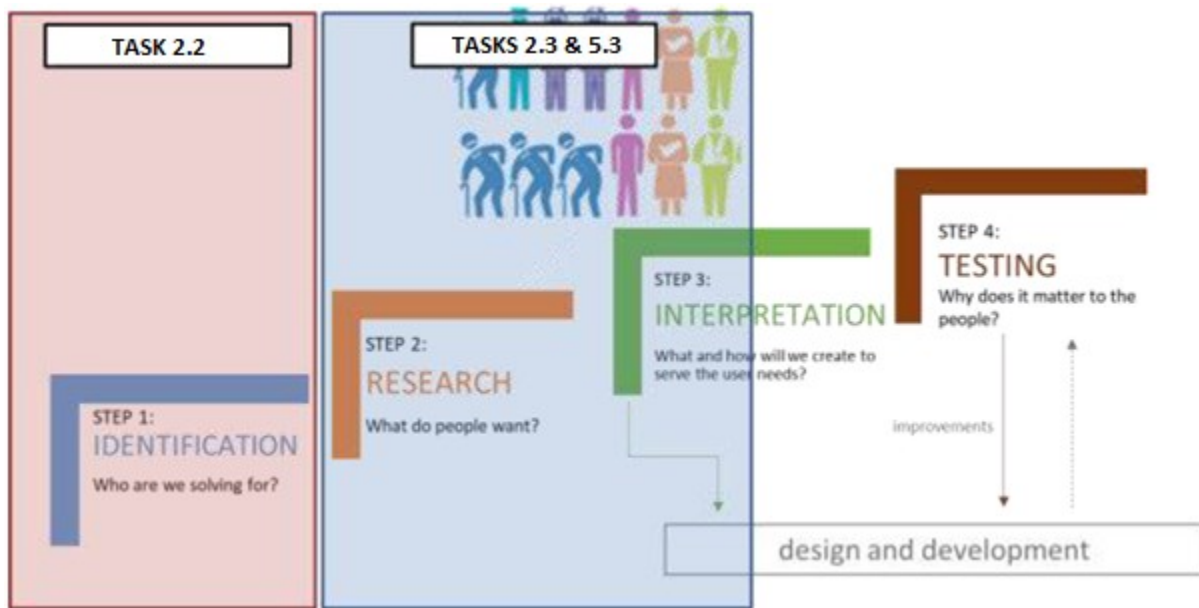 TASK 2.2
TASKS 2.3 & 5.3
STEP 1:
IDENTIFICATION
Who are we solving for?
STEP 2:
RESEARCH
What do people want?
STEP 3:
INTERPRETATION
What and how will we create to
serve the user needs?
STEP 4:
TESTING
Why does it matter to the
people?
improvements
design and development